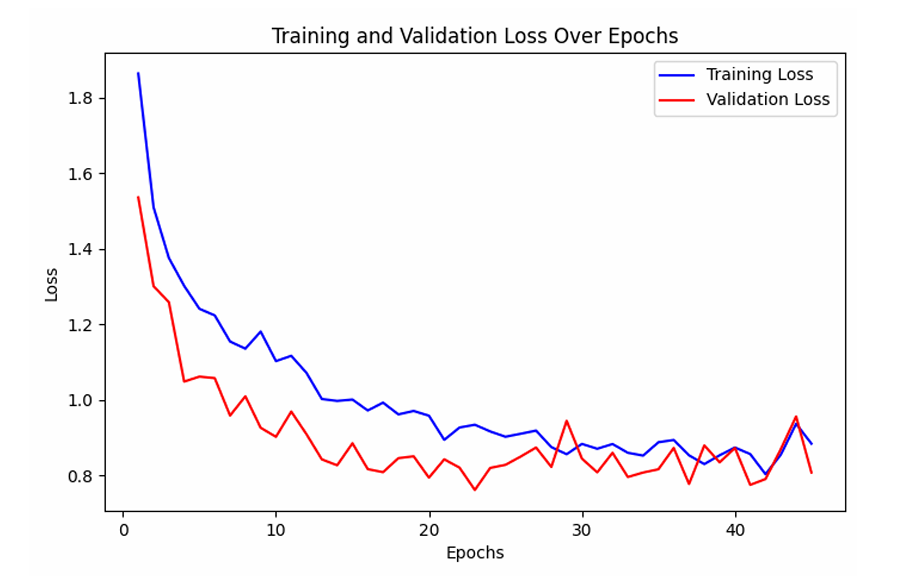 Training and Validation Loss Over Epochs
Training Loss
Validation Loss
1.8
1.6
1.4
1.2
1.0
0.8
Loss
0 10 20 30 40
Epochs